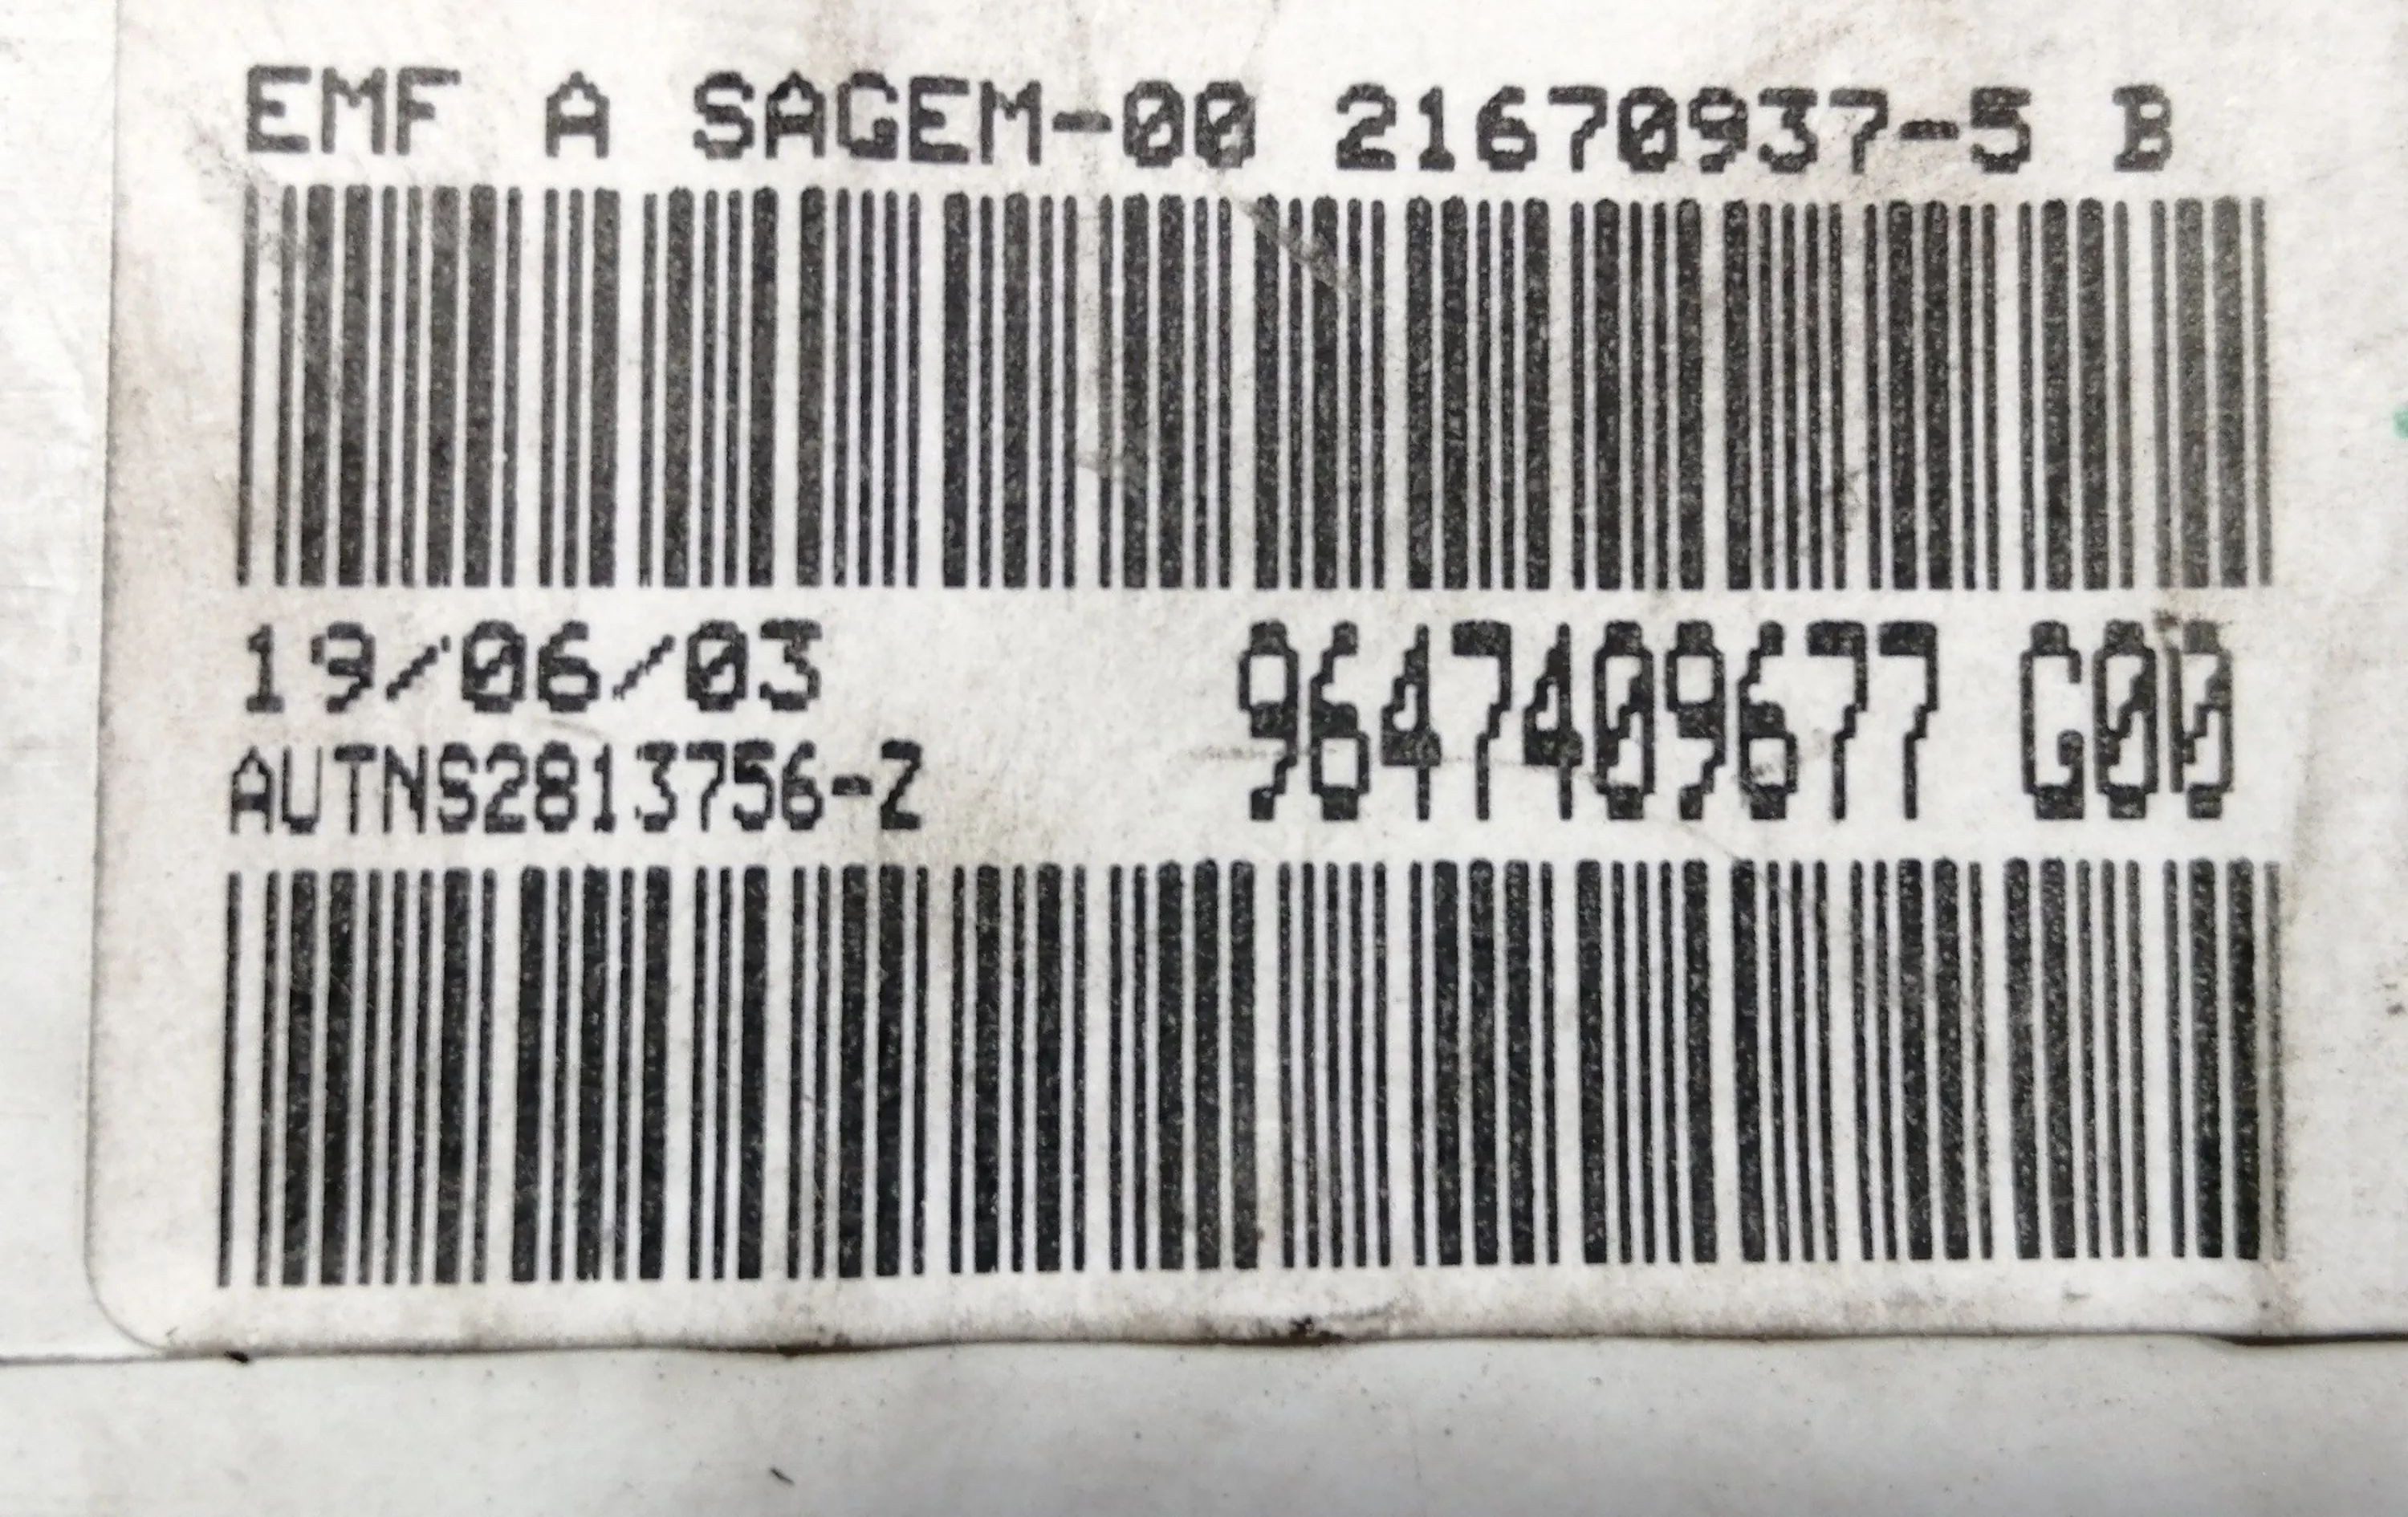 EMF A SAGEM-00 21670937-5 B
19/06/03
9647409677 G00
AUTNS2813756-Z